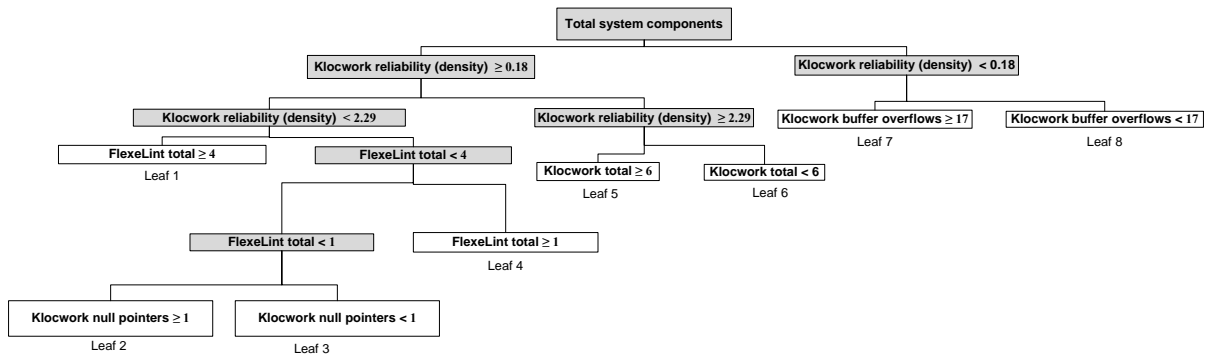 Total system components
Klocwork reliability (density) ≥ 0.18
Klocwork reliability (density) < 0.18
Klocwork reliability (density) < 2.29
Klocwork reliability (density) ≥ 2.29
Klocwork buffer overflows ≥ 17
Klocwork buffer overflows < 17
Leaf 7
Leaf 8
FlexeLint total ≥ 4
FlexeLint total < 4
Klocwork total ≥ 6
Klocwork total < 6
Leaf 1
Leaf 5
Leaf 6
FlexeLint total < 1
FlexeLint total ≥ 1
Leaf 4
Klocwork null pointers ≥ 1
Klocwork null pointers < 1
Leaf 2
Leaf 3